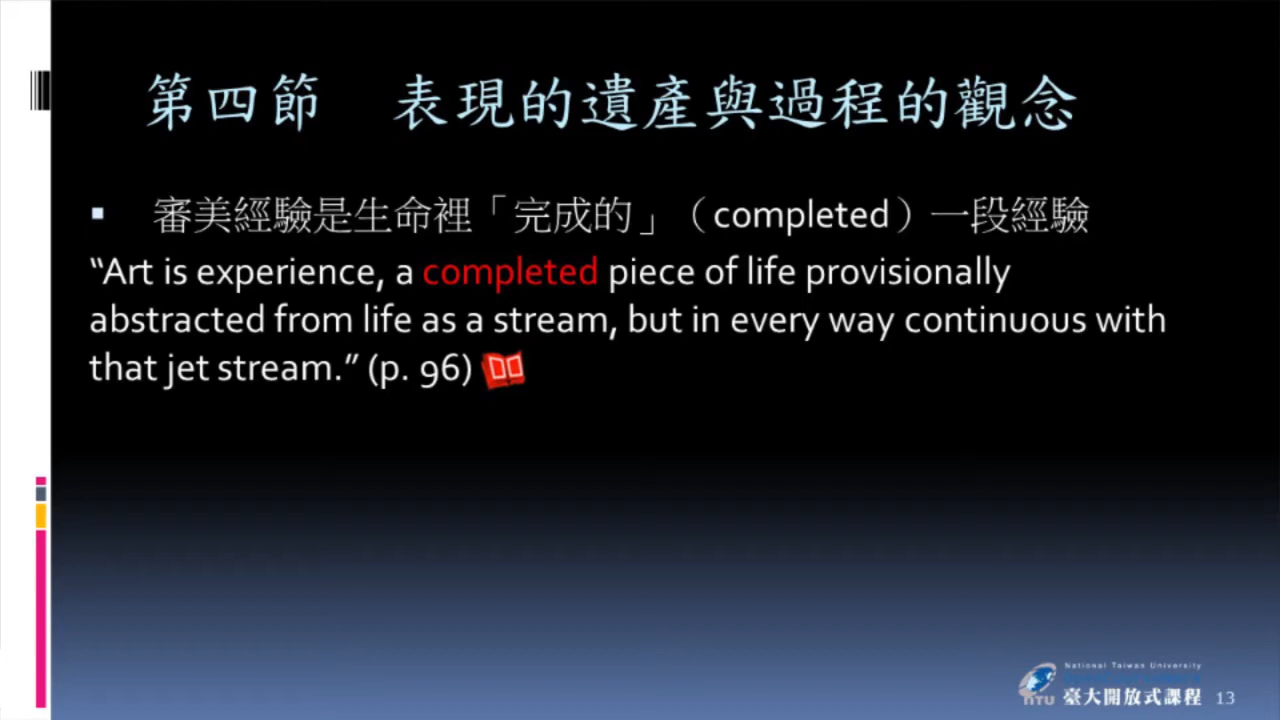 第四節　表現的遺產與過程的觀念
▪ 審美經驗是生命裡「完成的」（completed）一段經驗
“Art is experience, a completed piece of life provisionally
abstracted from life as a stream, but in every way continuous with
that jet stream.” (p. 96)
National Taiwan University
NTU 臺大開放式課程 13